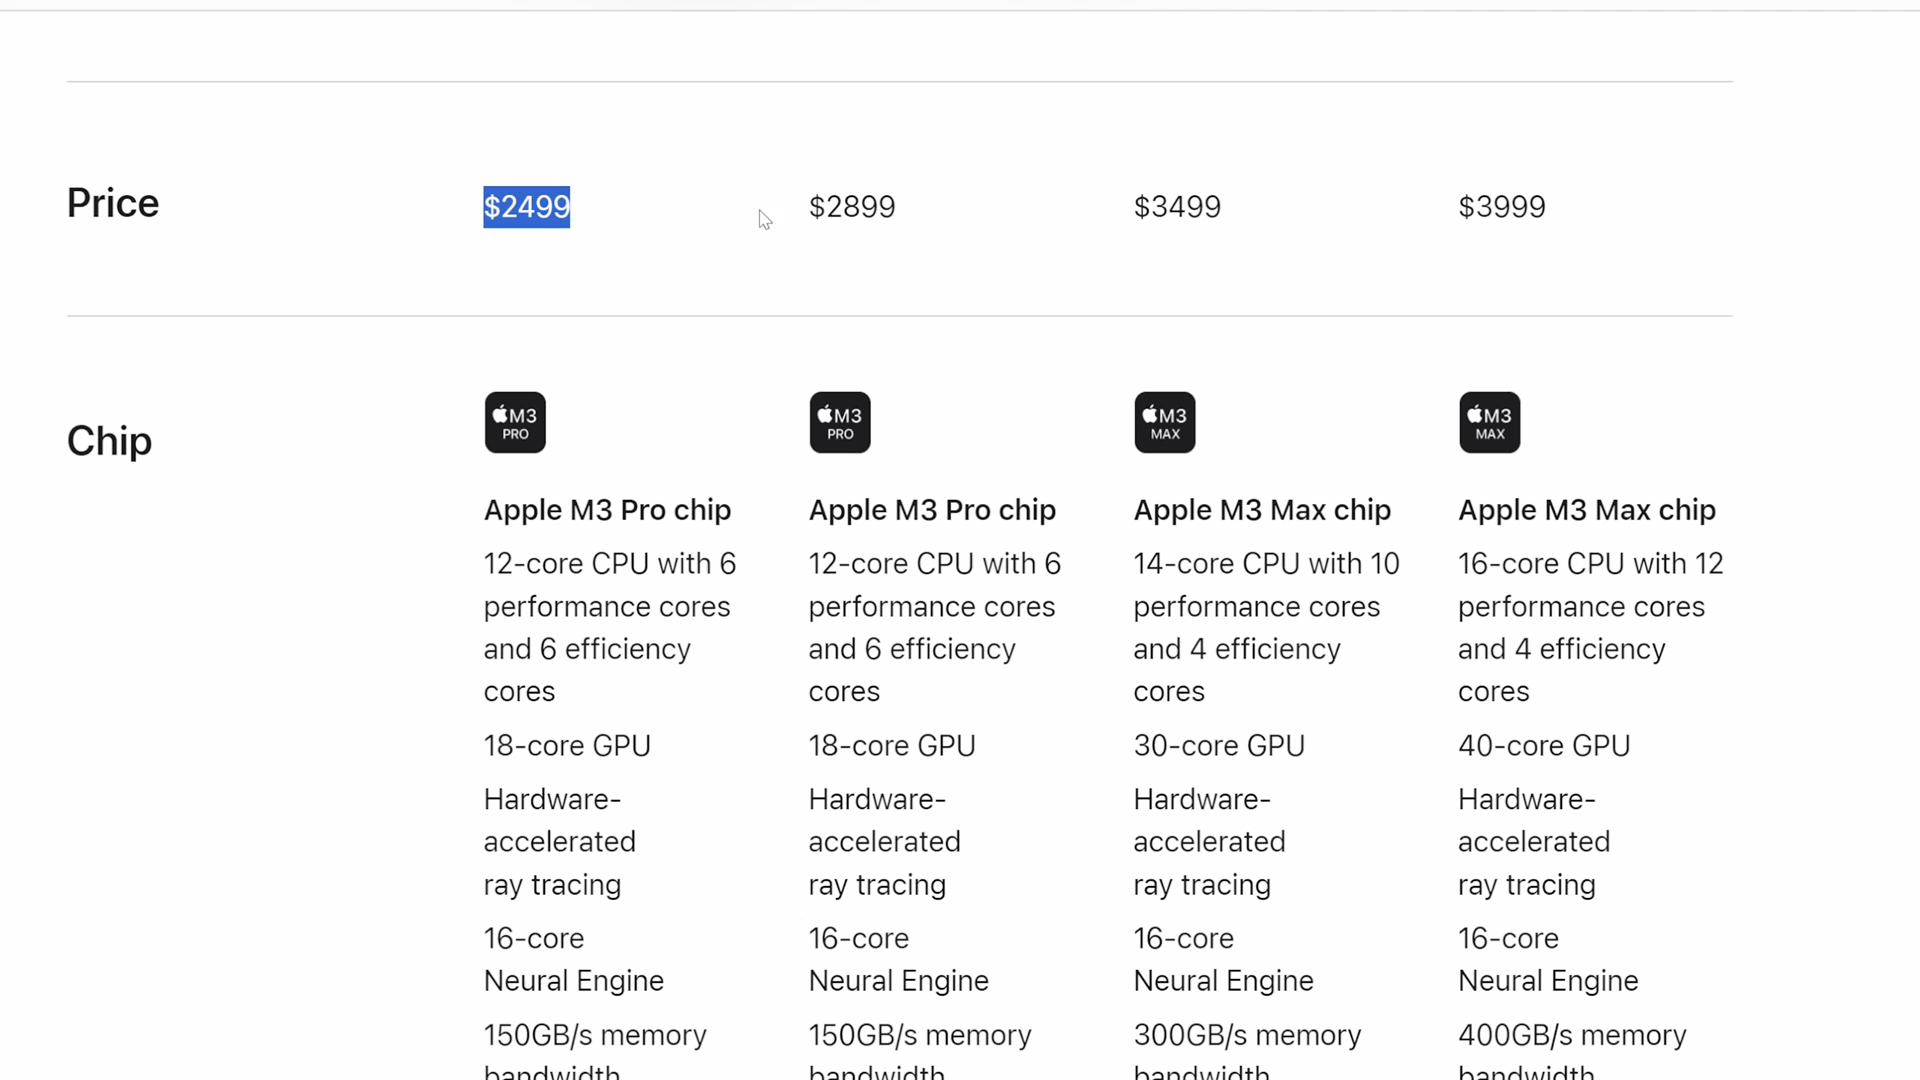 Price
$2499
$2899
$3499
$3999
Chip
M3
PRO
M3
PRO
M3
MAX
M3
MAX
Apple M3 Pro chip
12-core CPU with 6
performance cores
and 6 efficiency
cores
18-core GPU
Hardware-
accelerated
ray tracing
16-core
Neural Engine
150GB/s memory
bandwidth
Apple M3 Pro chip
12-core CPU with 6
performance cores
and 6 efficiency
cores
18-core GPU
Hardware-
accelerated
ray tracing
16-core
Neural Engine
150GB/s memory
bandwidth
Apple M3 Max chip
14-core CPU with 10
performance cores
and 4 efficiency
cores
30-core GPU
Hardware-
accelerated
ray tracing
16-core
Neural Engine
300GB/s memory
bandwidth
Apple M3 Max chip
16-core CPU with 12
performance cores
and 4 efficiency
cores
40-core GPU
Hardware-
accelerated
ray tracing
16-core
Neural Engine
400GB/s memory
bandwidth